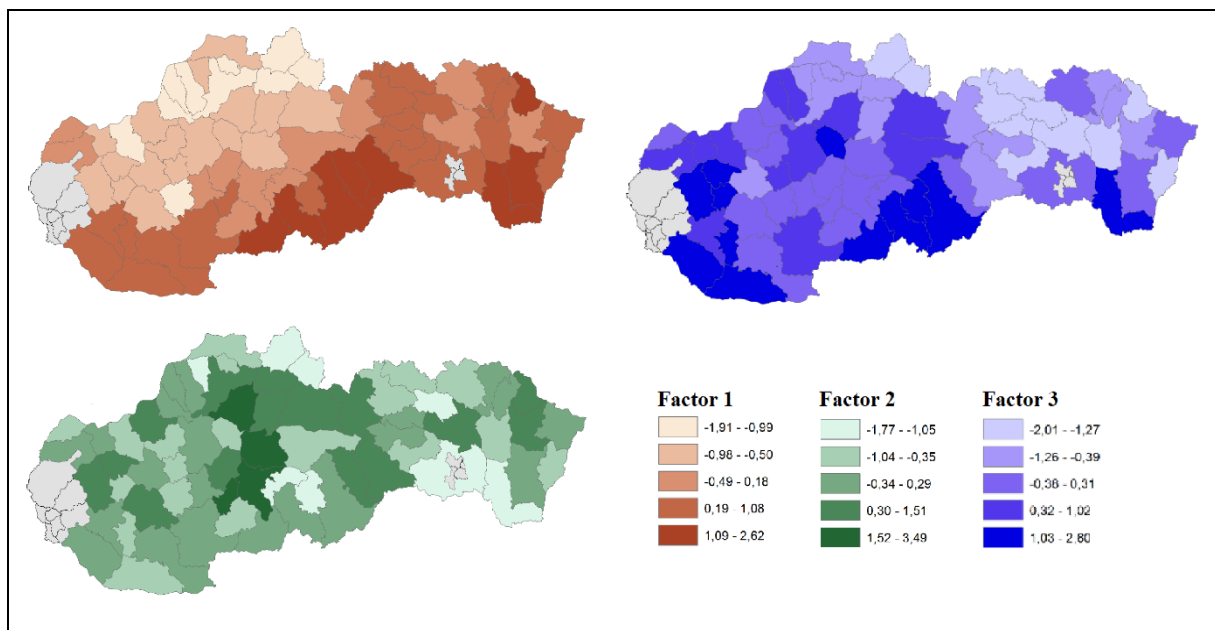 Factor 1
-1,91 - -0,99
-0,98 - -0,50
-0,49 - 0,18
0,19 - 1,08
1,09 - 2,62
Factor 2
-1,77 - -1,05
-1,04 - -0,35
-0,34 - 0,29
0,30 - 1,51
1,52 - 3,49
Factor 3
-2,01 - -1,27
-1,26 - -0,39
-0,38 - 0,31
0,32 - 1,02
1,03 - 2,80